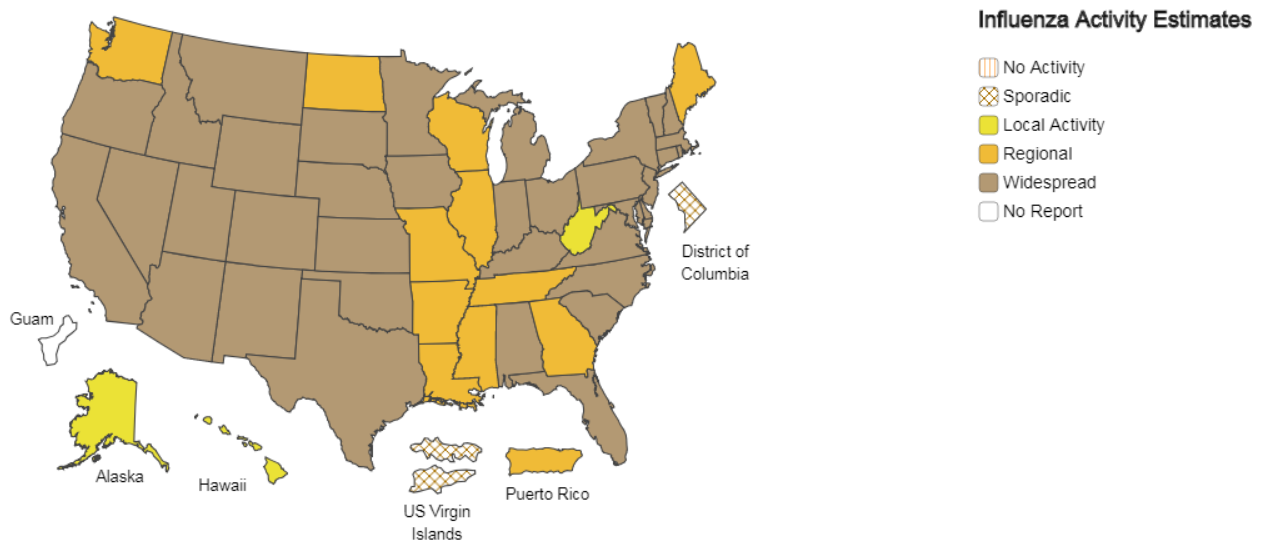 Influenza Activity Estimates
No Activity
Sporadic
Local Activity
Regional
Widespread
No Report
District of
Columbia
Guam
Alaska
Hawaii
US Virgin
Islands
Puerto Rico